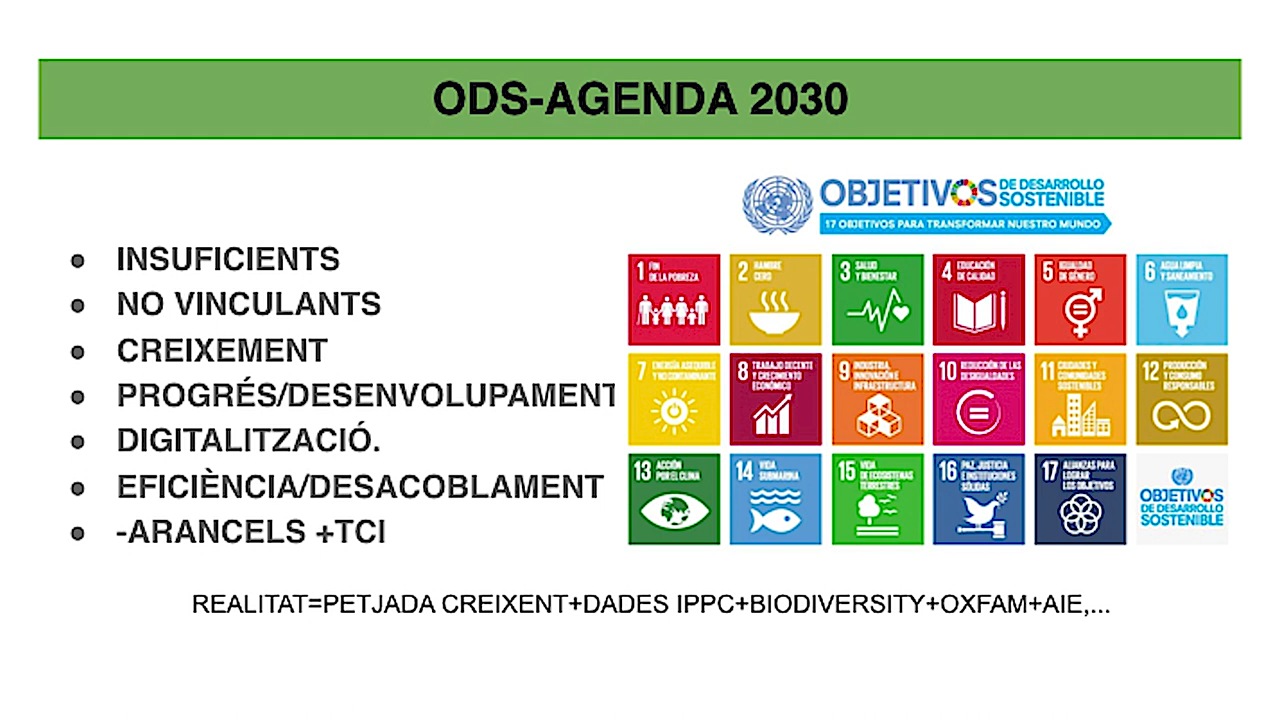 ODS-AGENDA 2030
OBJETIVOS DE DESARROLLO SOSTENIBLE
17 OBJETIVOS PARA TRANSFORMAR NUESTRO MUNDO
• INSUFICIENTS
• NO VINCULANTS
• CREIXEMENT
• PROGRÉS/DESENVOLUPAMENT
• DIGITALITZACIÓ.
• EFICIÈNCIA/DESACOBLAMENT
• -ARANCELS +TCI
1 FIN
DE LA POBREZA
2 HAMBRE
CERO
3 SALUD
Y BIENESTAR
4 EDUCACIÓN
DE CALIDAD
5 IGUALDAD
DE GÉNERO
6 AGUA LIMPIA
Y SANEAMIENTO
7 ENERGÍA ASEQUIBLE
Y NO CONTAMINANTE
8 TRABAJO DECENTE
Y CRECIMIENTO
ECONÓMICO
9 INDUSTRIA,
INNOVACIÓN E
INFRAESTRUCTURA
10 REDUCCIÓN DE LAS
DESIGUALDADES
11 CIUDADES Y
COMUNIDADES
SOSTENIBLES
12 PRODUCCIÓN
Y CONSUMO
RESPONSABLES
13 ACCIÓN
POR EL CLIMA
14 VIDA
SUBMARINA
15 VIDA
DE ECOSISTEMAS
TERRESTRES
16 PAZ, JUSTICIA
E INSTITUCIONES
SÓLIDAS
17 ALIANZAS PARA
LOGRAR
LOS OBJETIVOS
OBJETIVOS
DE DESARROLLO
SOSTENIBLE
REALITAT=PETJADA CREIXENT+DADES IPPC+BIODIVERSITY+OXFAM+AIE,...